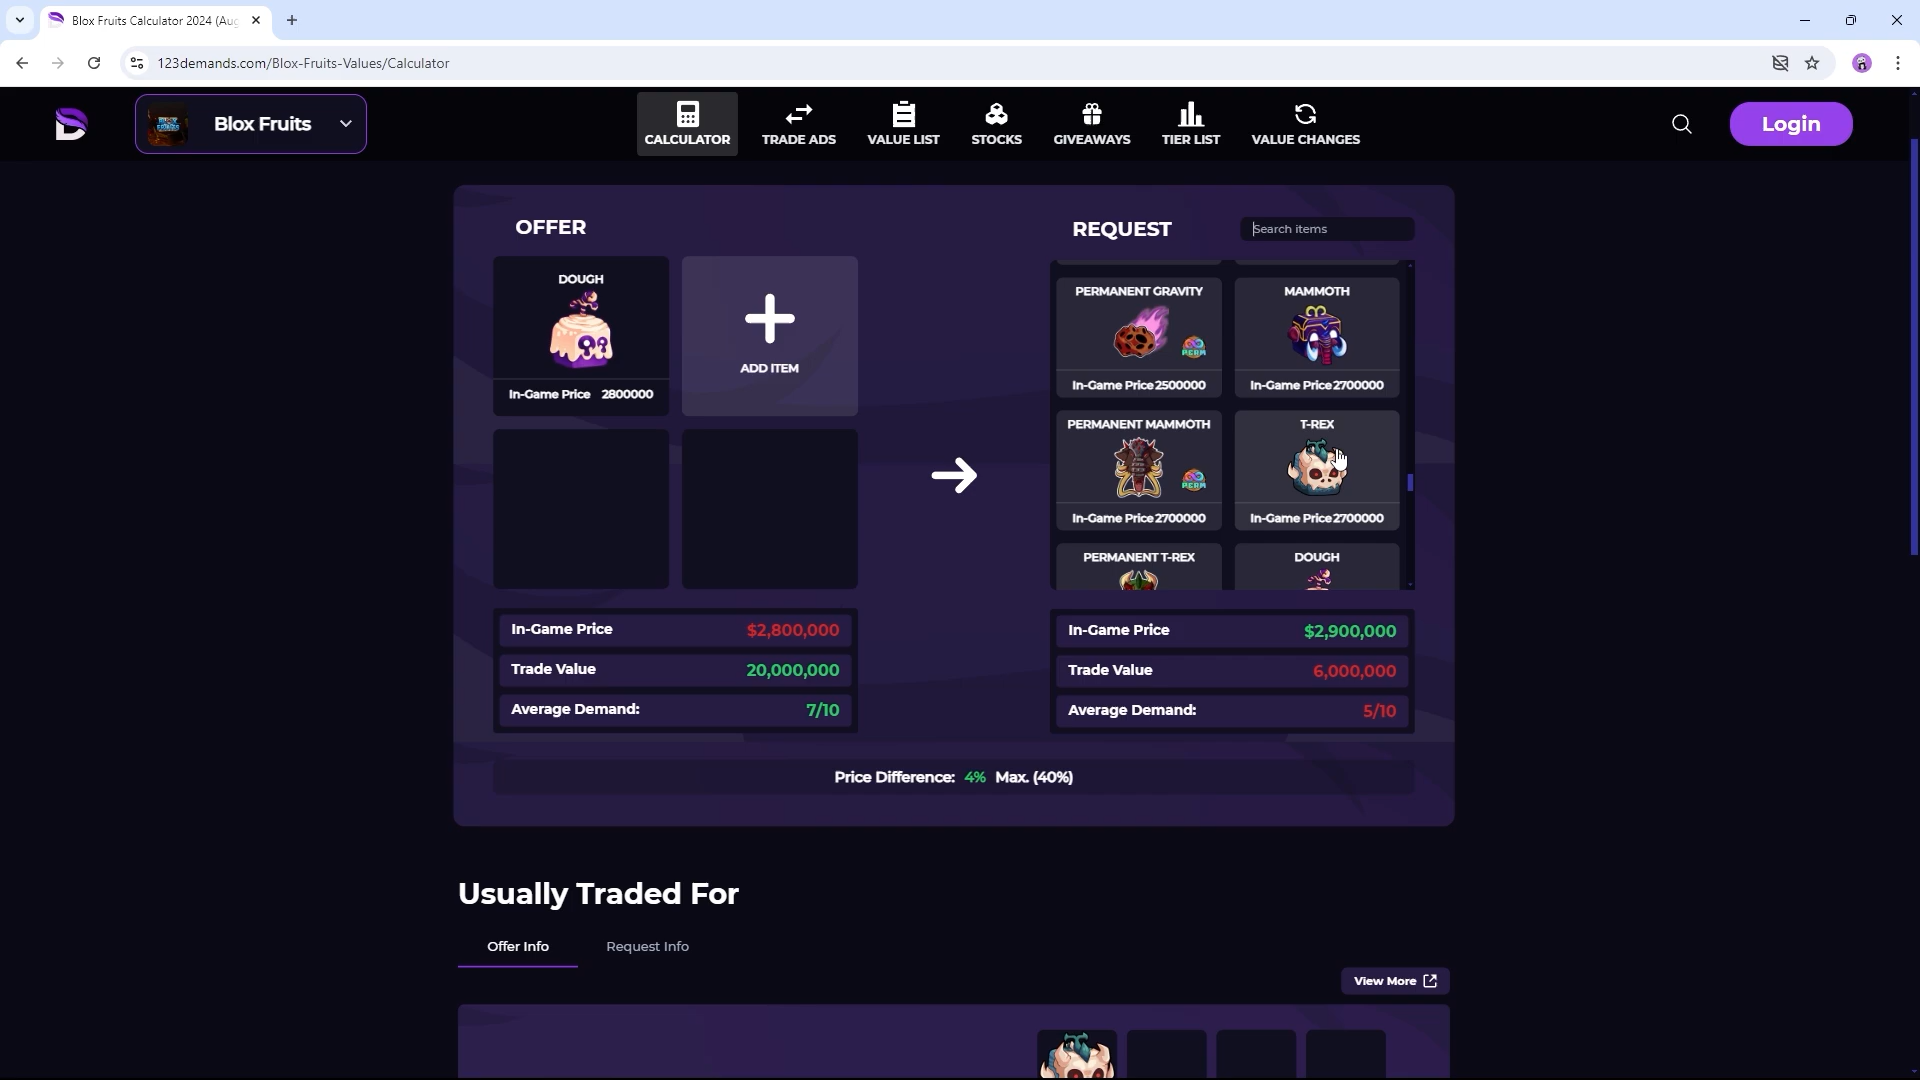 Blox Fruits Calculator 2024 (Aug
123demands.com/Blox-Fruits-Values/Calculator
Blox Fruits
CALCULATOR
TRADE ADS
VALUE LIST
STOCKS
GIVEAWAYS
TIER LIST
VALUE CHANGES
Login
OFFER
DOUGH
In-Game Price 2800000
ADD ITEM
In-Game Price $2,800,000
Trade Value 20,000,000
Average Demand: 7/10
REQUEST
Search items
PERMANENT GRAVITY
PERM
In-Game Price 2500000
MAMMOTH
In-Game Price 2700000
PERMANENT MAMMOTH
PERM
In-Game Price 2700000
T-REX
In-Game Price 2700000
PERMANENT T-REX
DOUGH
In-Game Price $2,900,000
Trade Value 6,000,000
Average Demand: 5/10
Price Difference: 4% Max. (40%)
Usually Traded For
Offer Info
Request Info
View More